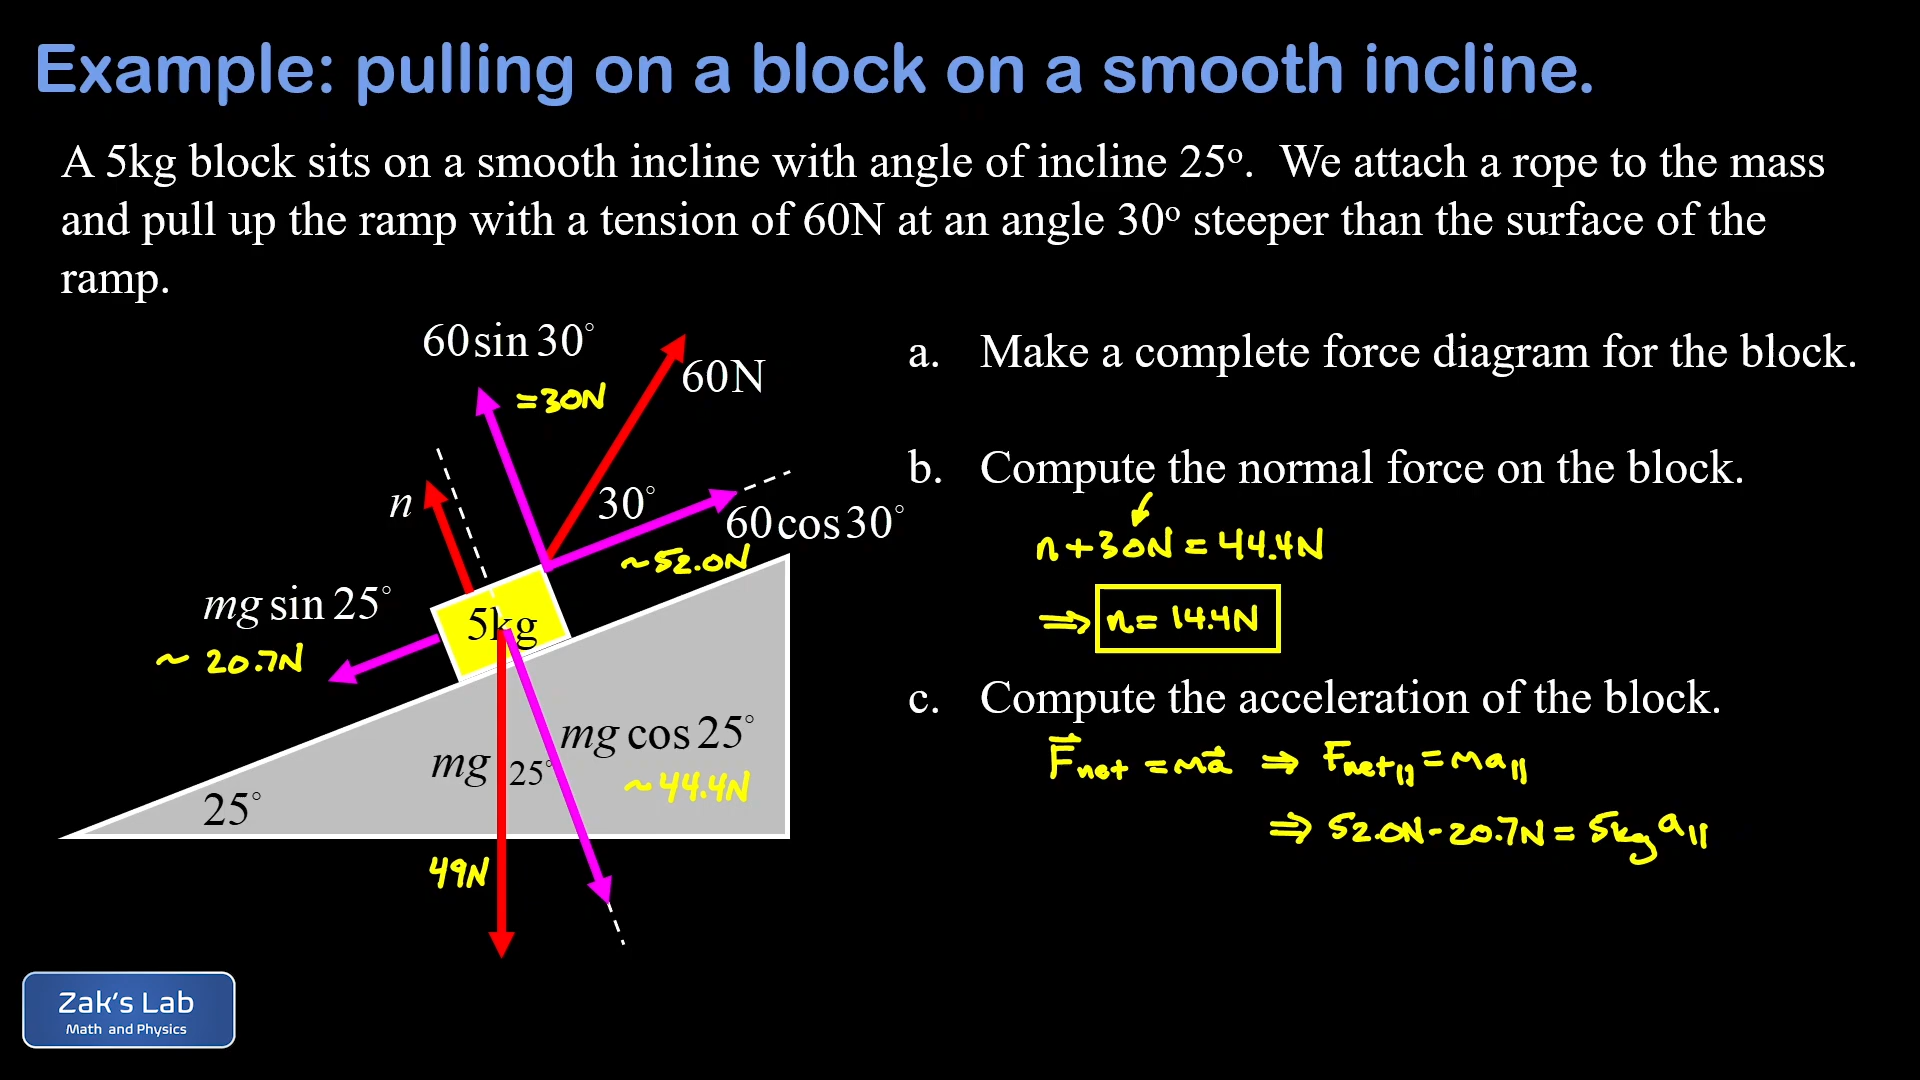 Example: pulling on a block on a smooth incline.
A 5kg block sits on a smooth incline with angle of incline 25°.  We attach a rope to the mass
and pull up the ramp with a tension of 60N at an angle 30° steeper than the surface of the
ramp.
60 sin 30°
= 30N
60N
n
30°
60 cos 30°
~ 52.0N
mg sin 25°
~ 20.7N
5kg
mg cos 25°
~ 44.4N
mg
25°
25°
49N
a. Make a complete force diagram for the block.
b. Compute the normal force on the block.
n + 30N = 44.4N
⇒ n = 14.4N
c. Compute the acceleration of the block.
F⃗net = ma⃗ ⇒ Fnet∥ = ma∥
⇒ 52.0N - 20.7N = 5kg a∥
Zak's Lab
Math and Physics